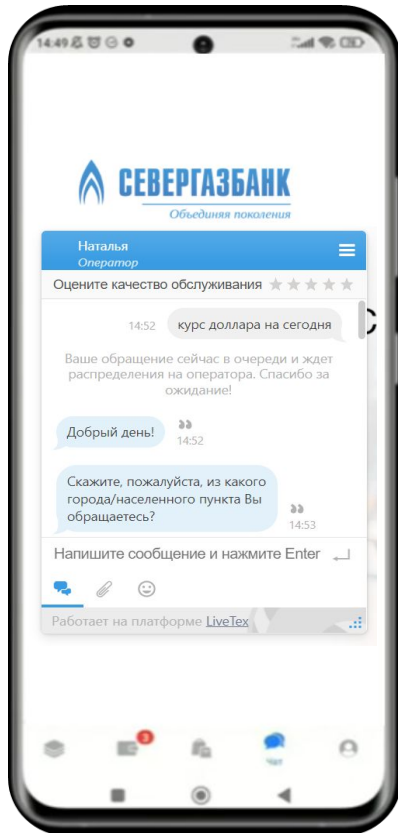 14:49
СЕВЕРГАЗБАНК
Объединяя поколения
Наталья
Оператор
Оцените качество обслуживания
14:52 курс доллара на сегодня
Ваше обращение сейчас в очереди и ждет
распределения на оператора. Спасибо за
ожидание!
Добрый день!
14:52
Скажите, пожалуйста, из какого
города/населенного пункта Вы
обращаетесь?
14:53
Напишите сообщение и нажмите Enter
Работает на платформе LiveTex
3
Чат